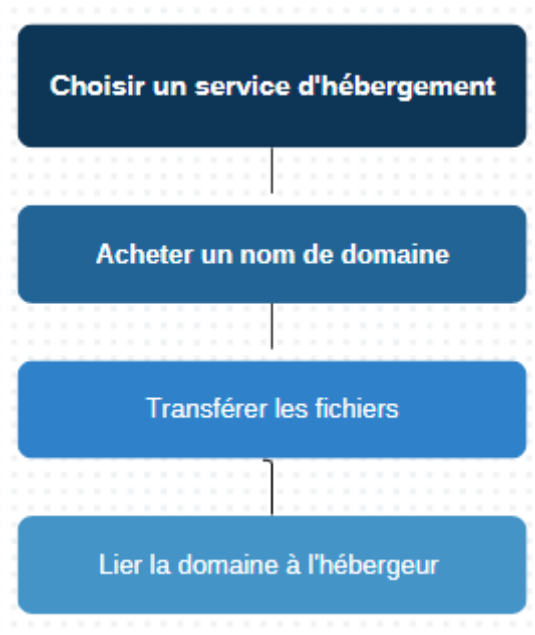 Choisir un service d'hébergement
Acheter un nom de domaine
Transférer les fichiers
Lier la domaine à l'hébergeur